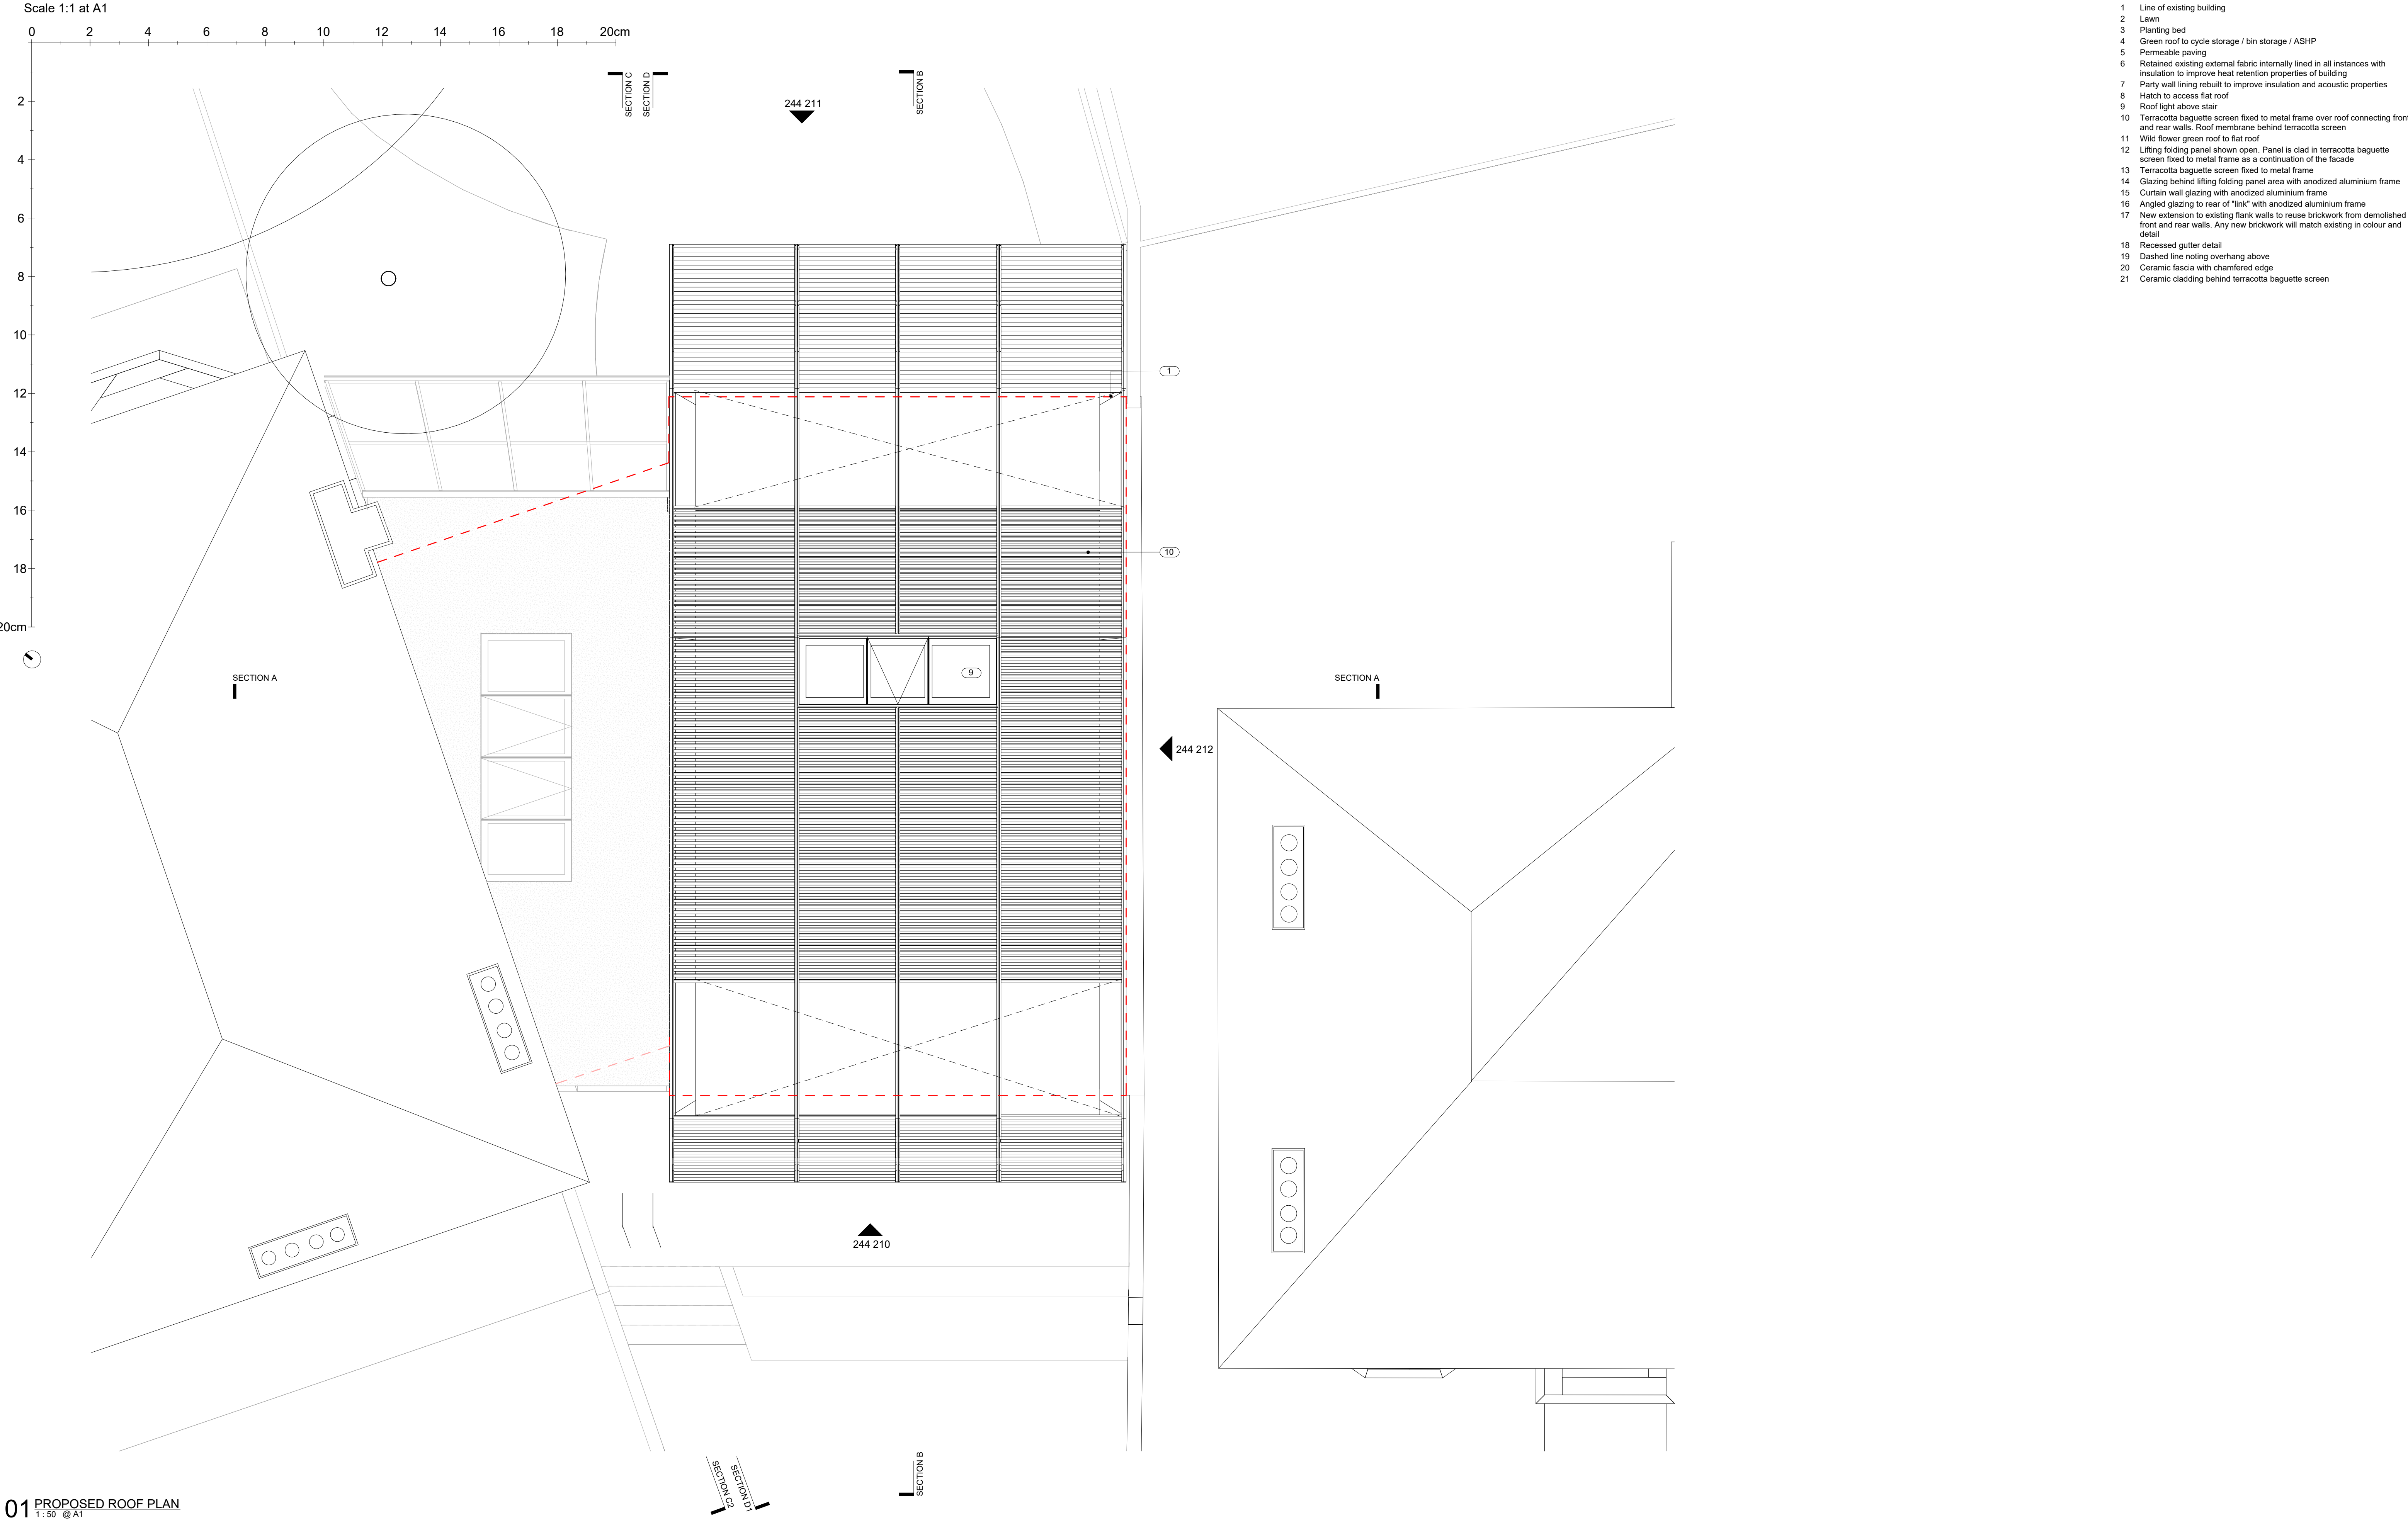 Scale 1:1 at A1
0 2 4 6 8 10 12 14 16 18 20cm
2
4
6
8
10
12
14
16
18
20cm
SECTION C
SECTION D
SECTION B
244 211
1
10
9
SECTION A
SECTION A
244 212
244 210
SECTION C2
SECTION D1
SECTION B
01 PROPOSED ROOF PLAN
1 : 50 @ A1
1 Line of existing building
2 Lawn
3 Planting bed
4 Green roof to cycle storage / bin storage / ASHP
5 Permeable paving
6 Retained existing external fabric internally lined in all instances with
insulation to improve heat retention properties of building
7 Party wall lining rebuilt to improve insulation and acoustic properties
8 Hatch to access flat roof
9 Roof light above stair
10 Terracotta baguette screen fixed to metal frame over roof connecting front
and rear walls. Roof membrane behind terracotta screen
11 Wild flower green roof to flat roof
12 Lifting folding panel shown open. Panel is clad in terracotta baguette
screen fixed to metal frame as a continuation of the facade
13 Terracotta baguette screen fixed to metal frame
14 Glazing behind lifting folding panel area with anodized aluminium frame
15 Curtain wall glazing with anodized aluminium frame
16 Angled glazing to rear of "link" with anodized aluminium frame
17 New extension to existing flank walls to reuse brickwork from demolished
front and rear walls. Any new brickwork will match existing in colour and
detail
18 Recessed gutter detail
19 Dashed line noting overhang above
20 Ceramic fascia with chamfered edge
21 Ceramic cladding behind terracotta baguette screen